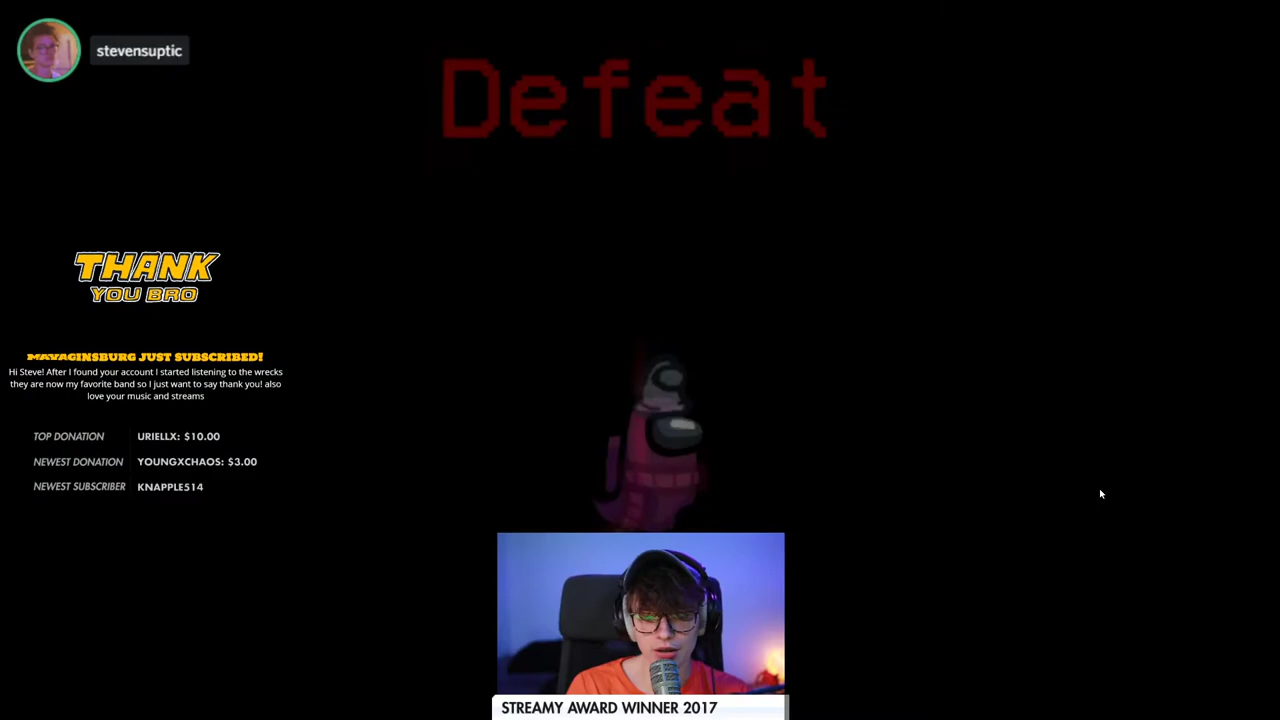 stevensuptic
Defeat
THANK
YOU BRO
MAYAGINSBURG JUST SUBSCRIBED!
Hi Steve! After I found your account I started listening to the wrecks
they are now my favorite band so I just want to say thank you! also
love your music and streams
TOP DONATION URIELLX: $10.00
NEWEST DONATION YOUNGXCHAOS: $3.00
NEWEST SUBSCRIBER KNAPPLE514
STREAMY AWARD WINNER 2017